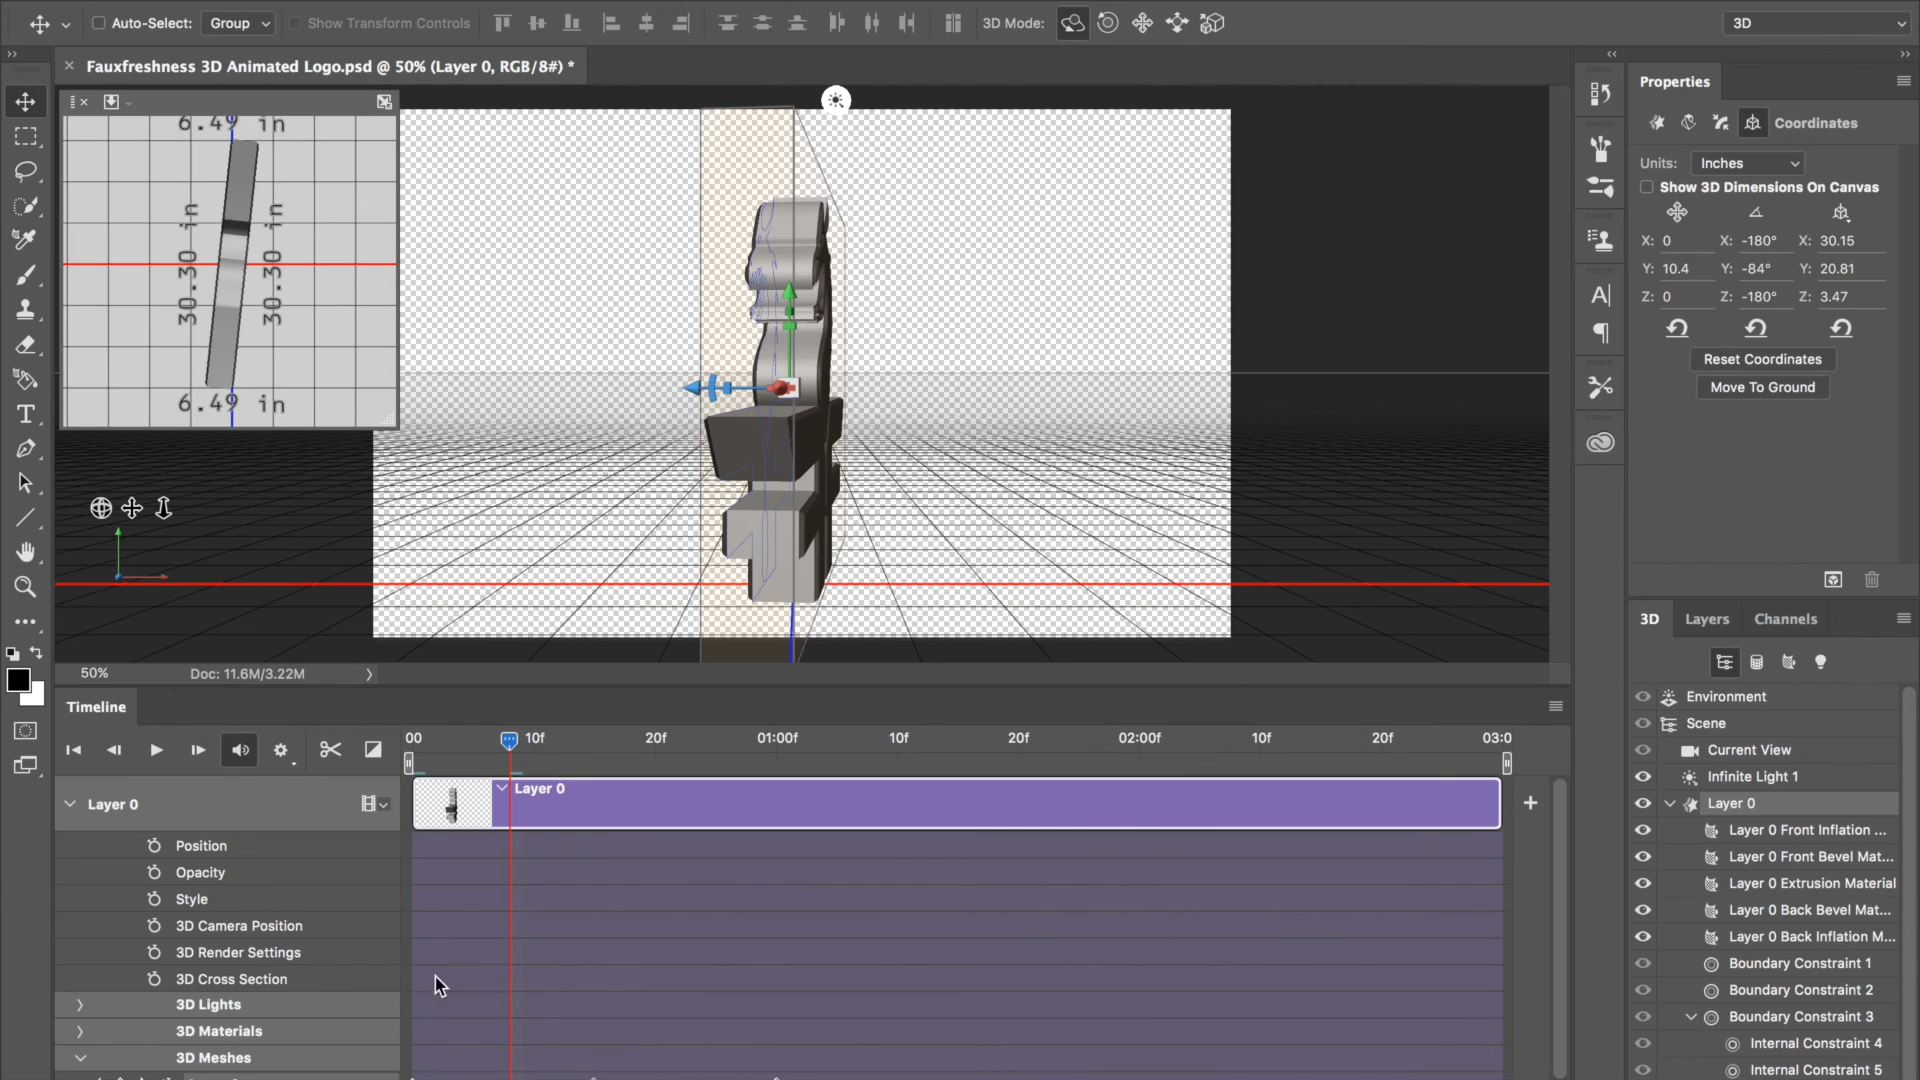 Auto-Select: Group Show Transform Controls 3D Mode: 3D
Fauxfreshness 3D Animated Logo.psd @ 50% (Layer 0, RGB/8#) *
6.49 in
30.30 in
30.30 in
6.49 in
50% Doc: 11.6M/3.22M
Properties
Coordinates
Units: Inches
Show 3D Dimensions On Canvas
X: 0 X: -180° X: 30.15
Y: 10.4 Y: -84° Y: 20.81
Z: 0 Z: -180° Z: 3.47
Reset Coordinates
Move To Ground
3D Layers Channels
Environment
Scene
Current View
Infinite Light 1
Layer 0
Layer 0 Front Inflation ...
Layer 0 Front Bevel Mat...
Layer 0 Extrusion Material
Layer 0 Back Bevel Mat...
Layer 0 Back Inflation M...
Boundary Constraint 1
Boundary Constraint 2
Boundary Constraint 3
Internal Constraint 4
Internal Constraint 5
Timeline
00 10f 20f 01:00f 10f 20f 02:00f 10f 20f 03:0
Layer 0
Layer 0
Position
Opacity
Style
3D Camera Position
3D Render Settings
3D Cross Section
3D Lights
3D Materials
3D Meshes